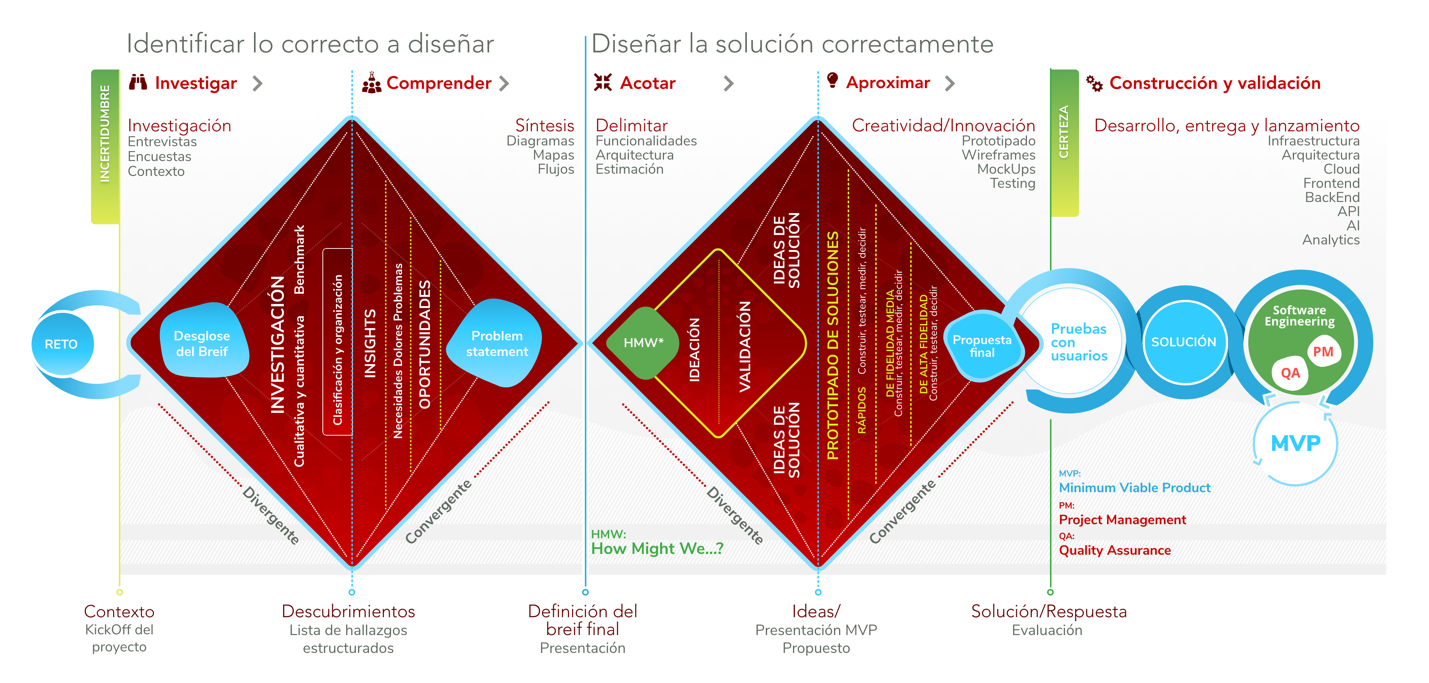 Identificar lo correcto a diseñar
Diseñar la solución correctamente
INCERTIDUMBRE
Investigar
Comprender
Acotar
Aproximar
CERTEZA
Construcción y validación
Investigación
Entrevistas
Encuestas
Contexto
Síntesis
Diagramas
Mapas
Flujos
Delimitar
Funcionalidades
Arquitectura
Estimación
Creatividad/Innovación
Prototipado
Wireframes
MockUps
Testing
Desarrollo, entrega y lanzamiento
Infraestructura
Arquitectura
Cloud
Frontend
BackEnd
API
AI
Analytics
RETO
Desglose
del Breif
INVESTIGACIÓN
Cualitativa y cuantitativa Benchmark
Clasificación y organización
INSIGHTS
Necesidades Dolores Problemas
OPORTUNIDADES
Problem
statement
HMW*
IDEACIÓN
VALIDACIÓN
IDEAS DE
SOLUCIÓN
IDEAS DE
SOLUCIÓN
PROTOTIPADO DE SOLUCIONES
RÁPIDOS Construir, testear, medir, decidir
DE FIDELIDAD MEDIA
Construir, testear, medir, decidir
DE ALTA FIDELIDAD
Construir, testear, decidir
Propuesta
final
Pruebas
con
usuarios
SOLUCIÓN
Software
Engineering
PM
QA
MVP
Divergente
Convergente
Divergente
Convergente
HMW:
How Might We...?
MVP:
Minimum Viable Product
PM:
Project Management
QA:
Quality Assurance
Contexto
KickOff del
proyecto
Descubrimientos
Lista de hallazgos
estructurados
Definición del
breif final
Presentación
Ideas/
Presentación MVP
Propuesto
Solución/Respuesta
Evaluación